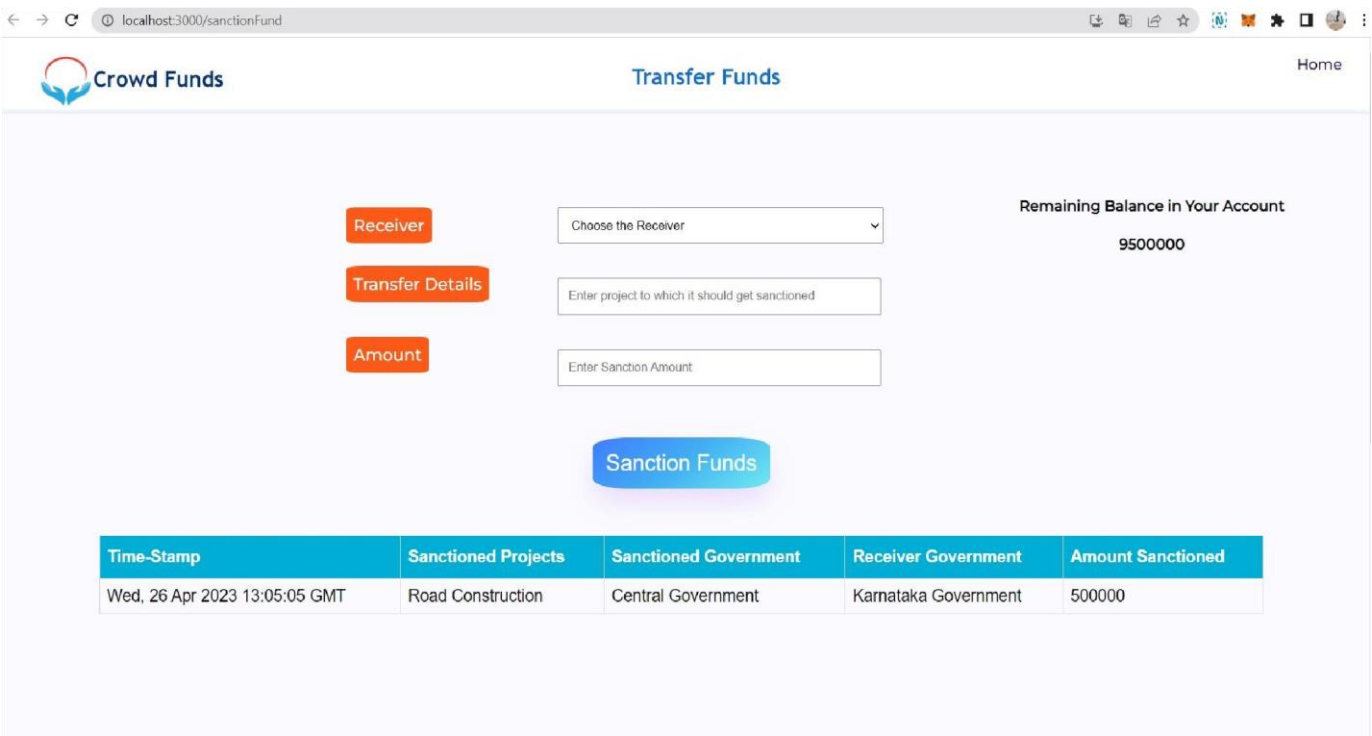 localhost:3000/sanctionFund
Crowd Funds
Transfer Funds
Home
Receiver
Choose the Receiver
Remaining Balance in Your Account
9500000
Transfer Details
Enter project to which it should get sanctioned
Amount
Enter Sanction Amount
Sanction Funds
Time-Stamp Sanctioned Projects Sanctioned Government Receiver Government Amount Sanctioned
Wed, 26 Apr 2023 13:05:05 GMT Road Construction Central Government Karnataka Government 500000